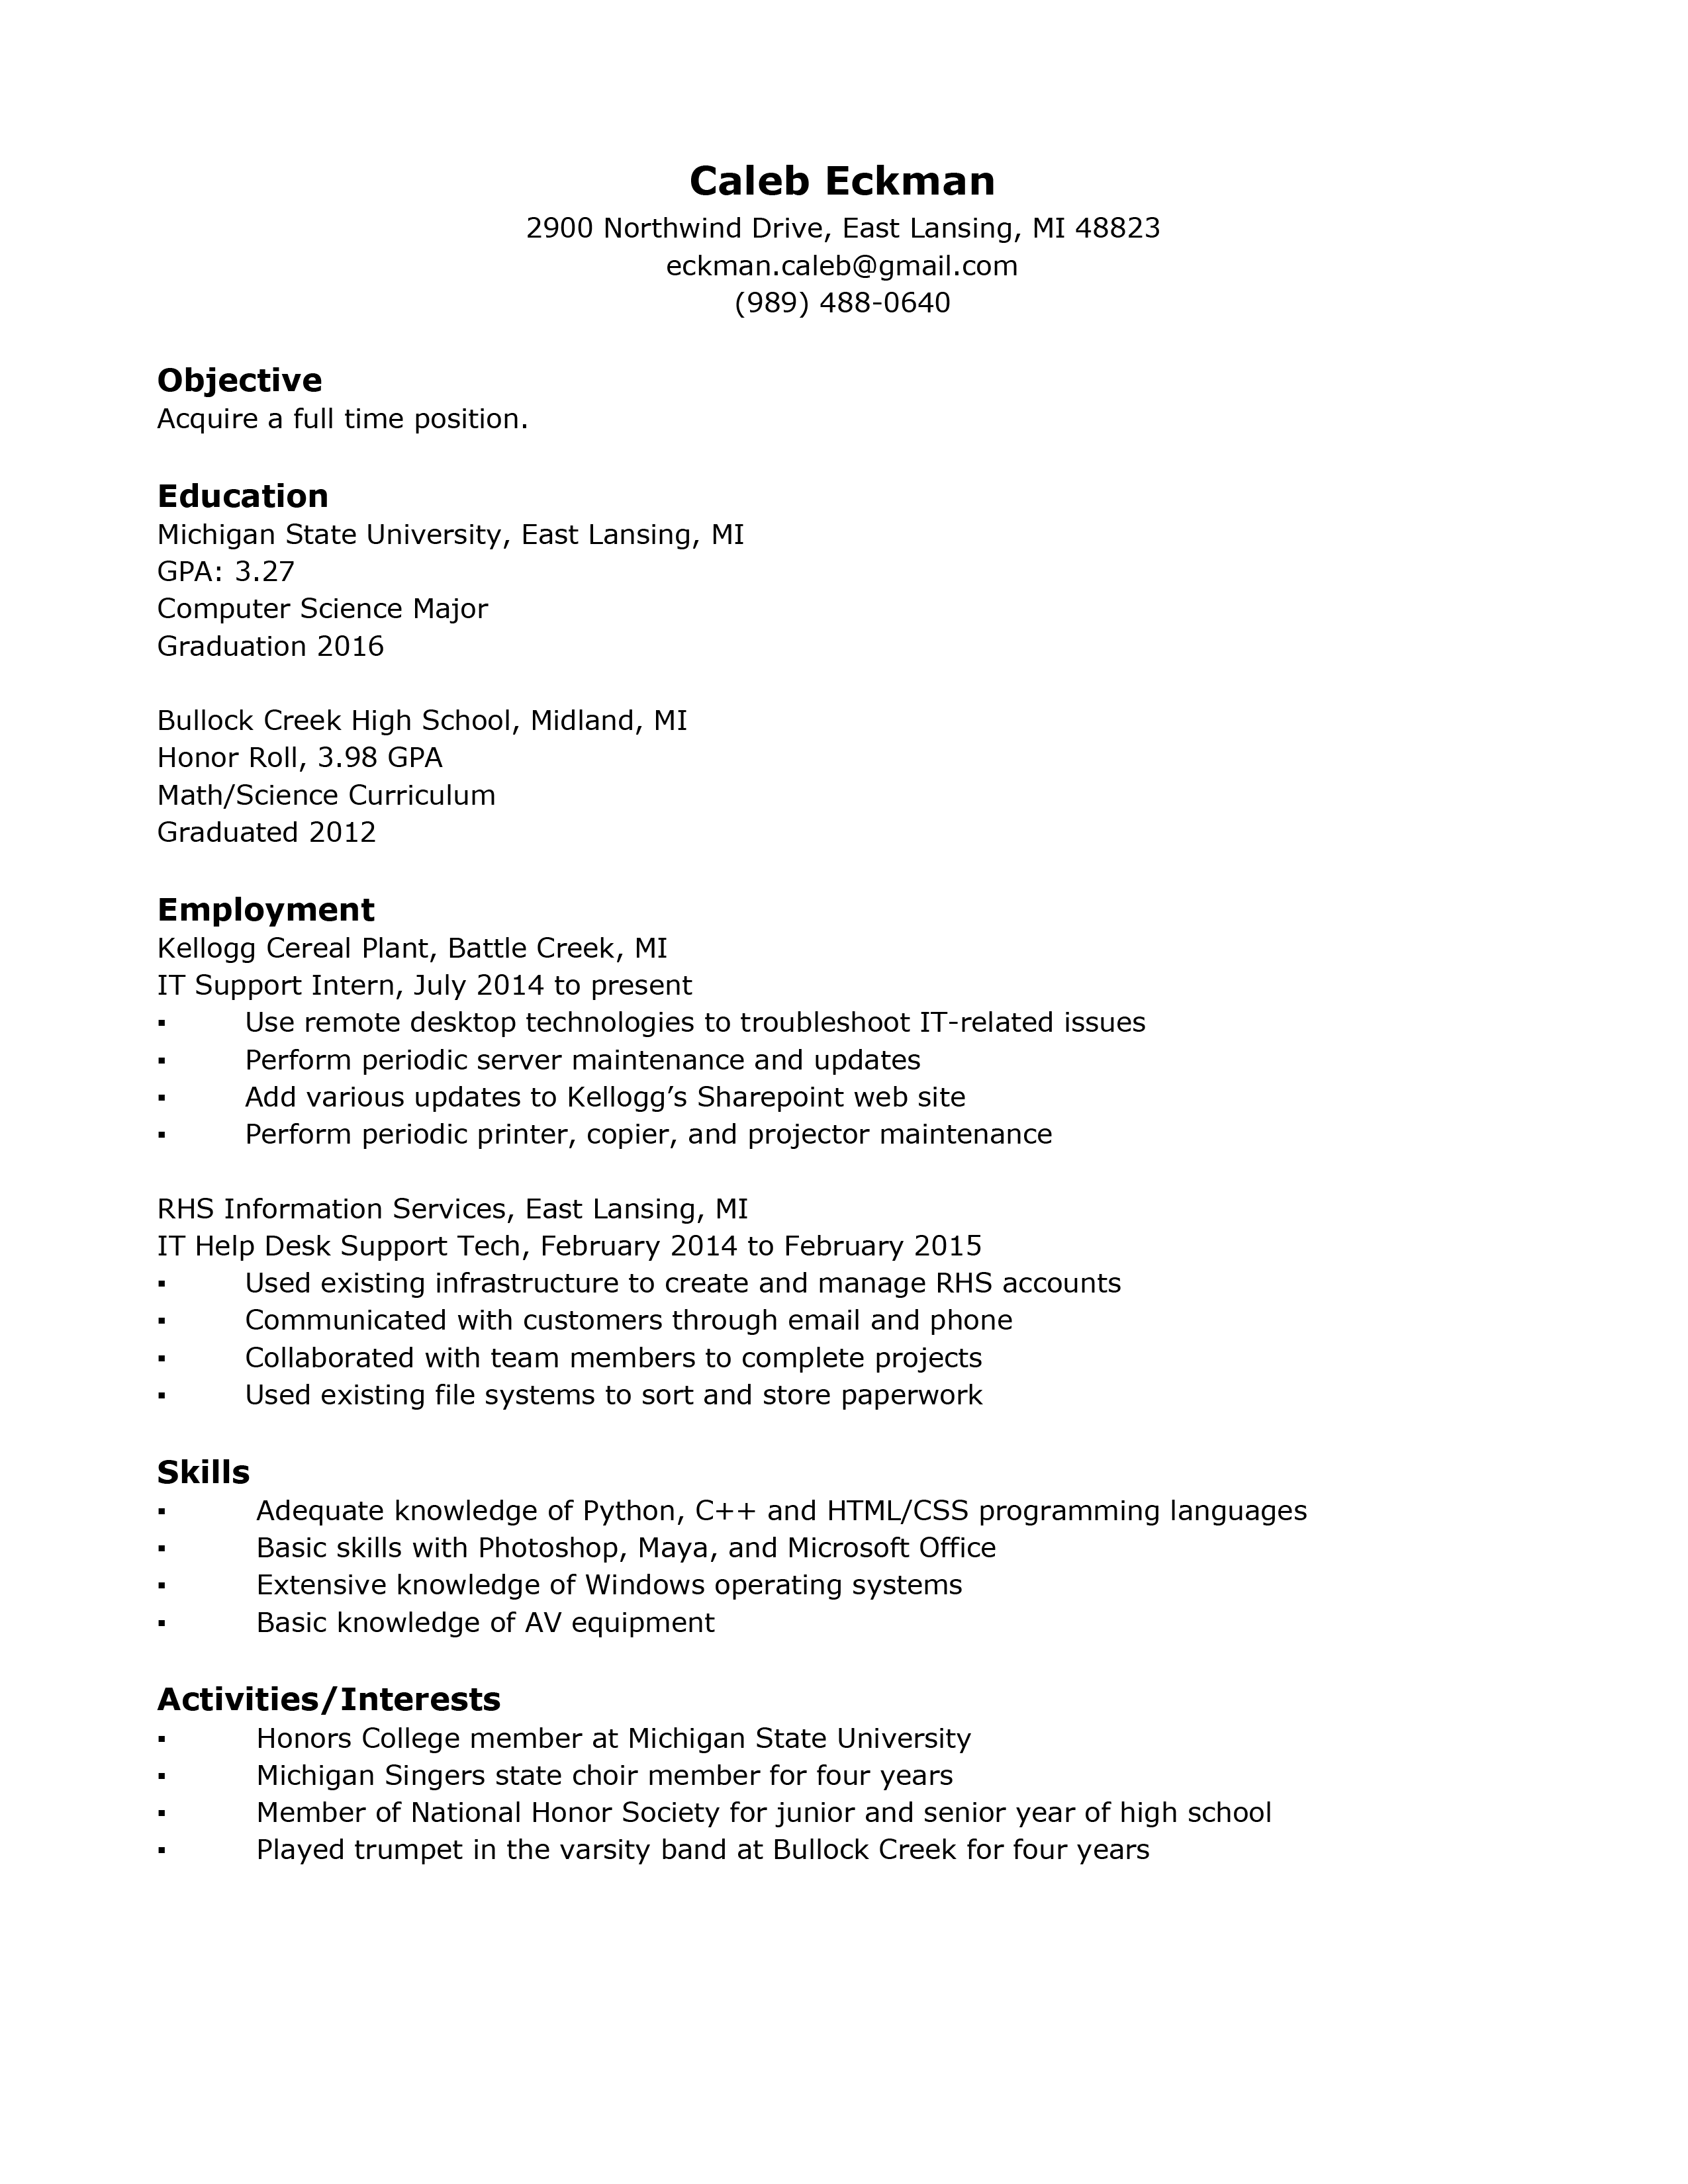 Caleb Eckman
2900 Northwind Drive, East Lansing, MI 48823
eckman.caleb@gmail.com
(989) 488-0640
Objective
Acquire a full time position.
Education
Michigan State University, East Lansing, MI
GPA: 3.27
Computer Science Major
Graduation 2016
Bullock Creek High School, Midland, MI
Honor Roll, 3.98 GPA
Math/Science Curriculum
Graduated 2012
Employment
Kellogg Cereal Plant, Battle Creek, MI
IT Support Intern, July 2014 to present
▪ Use remote desktop technologies to troubleshoot IT-related issues
▪ Perform periodic server maintenance and updates
▪ Add various updates to Kellogg’s Sharepoint web site
▪ Perform periodic printer, copier, and projector maintenance
RHS Information Services, East Lansing, MI
IT Help Desk Support Tech, February 2014 to February 2015
▪ Used existing infrastructure to create and manage RHS accounts
▪ Communicated with customers through email and phone
▪ Collaborated with team members to complete projects
▪ Used existing file systems to sort and store paperwork
Skills
▪ Adequate knowledge of Python, C++ and HTML/CSS programming languages
▪ Basic skills with Photoshop, Maya, and Microsoft Office
▪ Extensive knowledge of Windows operating systems
▪ Basic knowledge of AV equipment
Activities/Interests
▪ Honors College member at Michigan State University
▪ Michigan Singers state choir member for four years
▪ Member of National Honor Society for junior and senior year of high school
▪ Played trumpet in the varsity band at Bullock Creek for four years